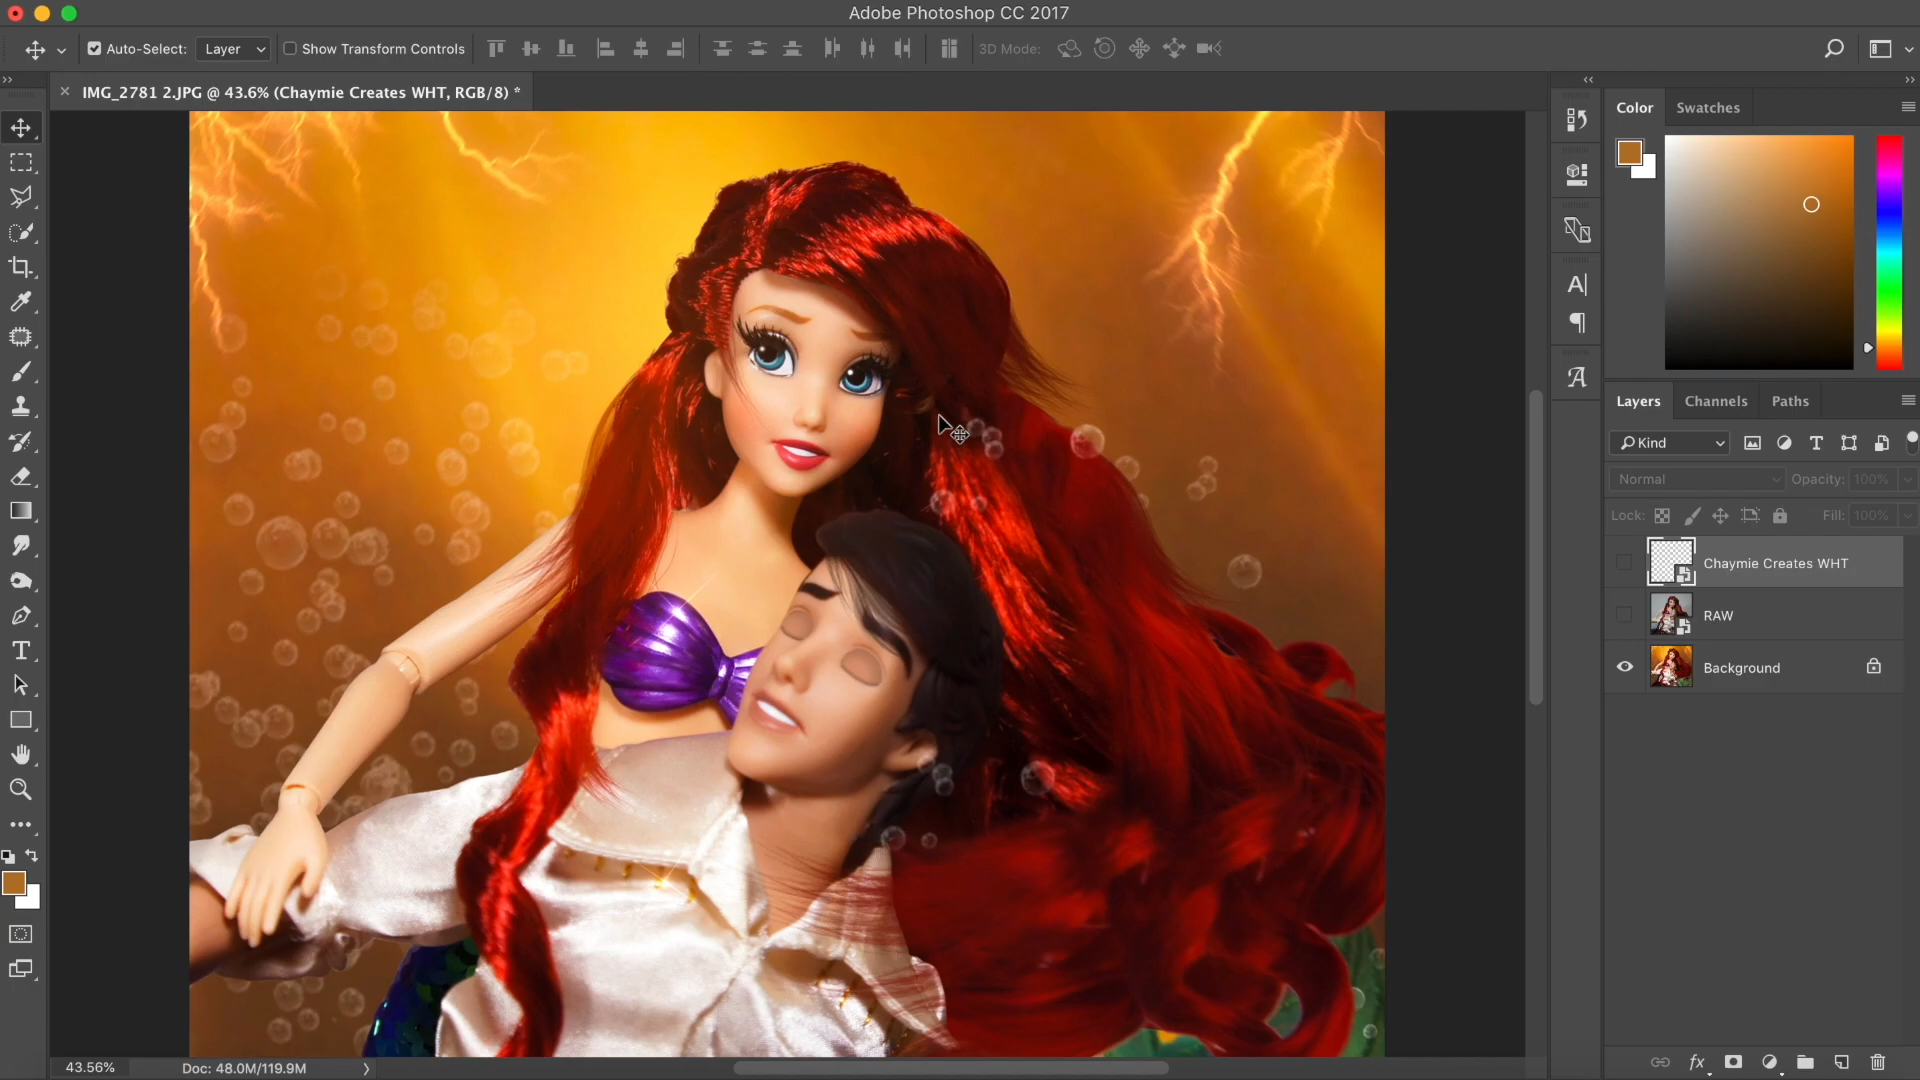 Adobe Photoshop CC 2017
Auto-Select: Layer Show Transform Controls 3D Mode:
IMG_2781 2.JPG @ 43.6% (Chaymie Creates WHT, RGB/8) *
Color Swatches
Layers Channels Paths
Kind
Normal Opacity: 100%
Lock: Fill: 100%
Chaymie Creates WHT
RAW
Background
43.56% Doc: 48.0M/119.9M